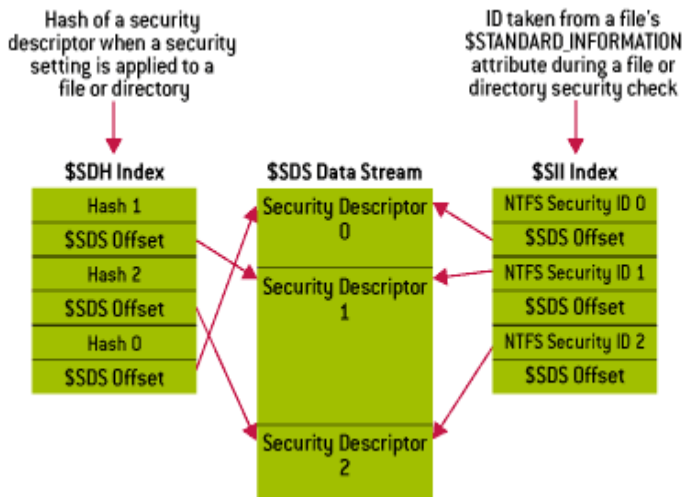 Hash of a security
descriptor when a security
setting is applied to a
file or directory
ID taken from a file's
$STANDARD_INFORMATION
attribute during a file or
directory security check
$SDH Index
Hash 1
$SDS Offset
Hash 2
$SDS Offset
Hash 0
$SDS Offset
$SDS Data Stream
Security Descriptor
0
Security Descriptor
1
Security Descriptor
2
$SII Index
NTFS Security ID 0
$SDS Offset
NTFS Security ID 1
$SDS Offset
NTFS Security ID 2
$SDS Offset